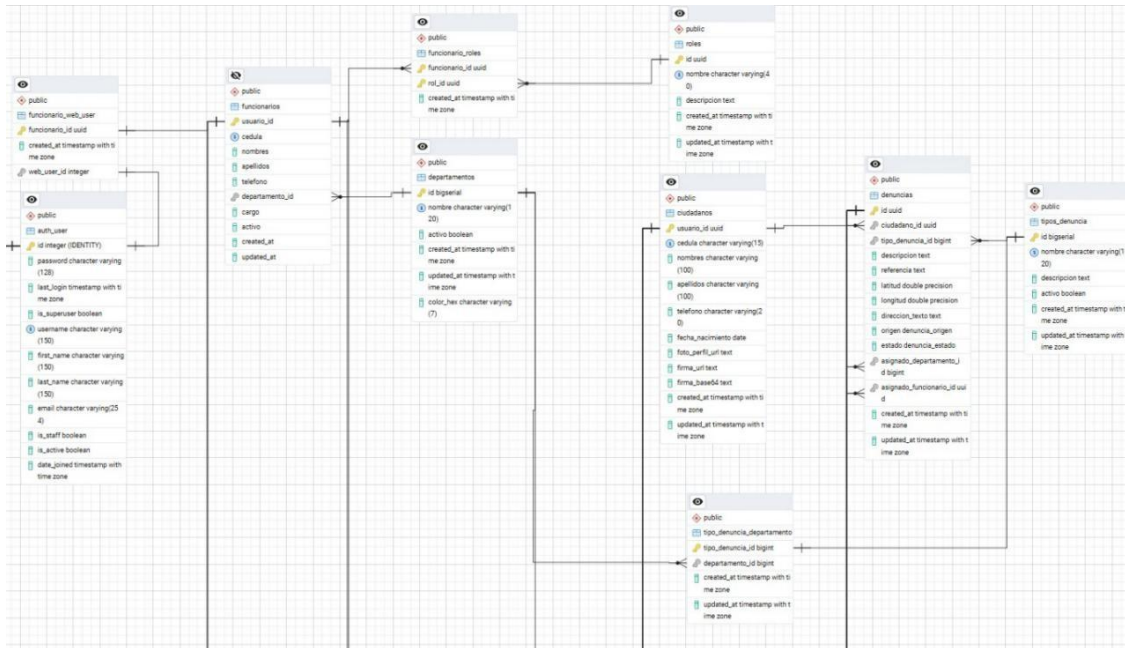 public
funcionario_web_user
funcionario_id uuid
created_at timestamp with ti
me zone
web_user_id integer
public
auth_user
id integer (IDENTITY)
password character varying
(128)
last_login timestamp with ti
me zone
is_superuser boolean
username character varying
(150)
first_name character varying
(150)
last_name character varying
(150)
email character varying(25
4)
is_staff boolean
is_active boolean
date_joined timestamp with
time zone
public
funcionarios
usuario_id
cedula
nombres
apellidos
telefono
departamento_id
cargo
activo
created_at
updated_at
public
funcionario_roles
funcionario_id uuid
rol_id uuid
created_at timestamp with ti
me zone
public
departamentos
id bigserial
nombre character varying(1
20)
activo boolean
created_at timestamp with ti
me zone
updated_at timestamp with t
ime zone
color_hex character varying
(7)
public
roles
id uuid
nombre character varying(4
0)
descripcion text
created_at timestamp with ti
me zone
updated_at timestamp with t
ime zone
public
ciudadanos
usuario_id uuid
cedula character varying(15)
nombres character varying
(100)
apellidos character varying
(100)
telefono character varying(2
0)
fecha_nacimiento date
foto_perfil_url text
firma_url text
firma_base64 text
created_at timestamp with ti
me zone
updated_at timestamp with t
ime zone
public
denuncias
id uuid
ciudadano_id uuid
tipo_denuncia_id bigint
descripcion text
referencia text
latitud double precision
longitud double precision
direccion_texto text
origen denuncia_origen
estado denuncia_estado
asignado_departamento_i
d bigint
asignado_funcionario_id uui
d
created_at timestamp with ti
me zone
updated_at timestamp with t
ime zone
public
tipos_denuncia
id bigserial
nombre character varying(1
20)
descripcion text
activo boolean
created_at timestamp with ti
me zone
updated_at timestamp with t
ime zone
public
tipo_denuncia_departamento
tipo_denuncia_id bigint
departamento_id bigint
created_at timestamp with ti
me zone
updated_at timestamp with t
ime zone